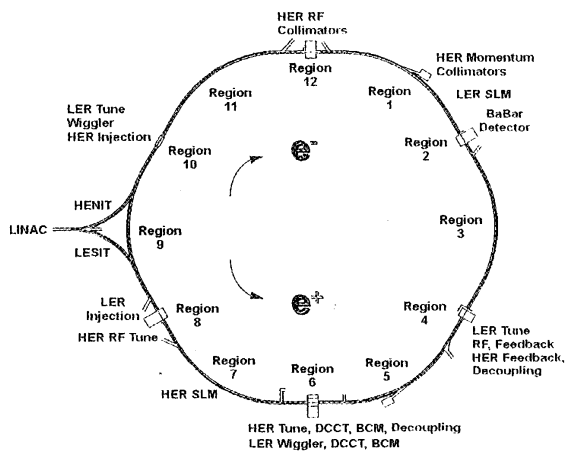 HER RF
Collimators
Region
12
HER Momentum
Collimators
Region
11
Region
1
LER SLM
LER Tune
Wiggler
HER Injection
BaBar
Detector
Region
10
e-
Region
2
HENIT
LINAC
Region
9
Region
3
LESIT
LER
Injection
Region
8
e+
Region
4
HER RF Tune
LER Tune
RF, Feedback
HER Feedback,
Decoupling
Region
7
Region
6
Region
5
HER SLM
HER Tune, DCCT, BCM, Decoupling
LER Wiggler, DCCT, BCM